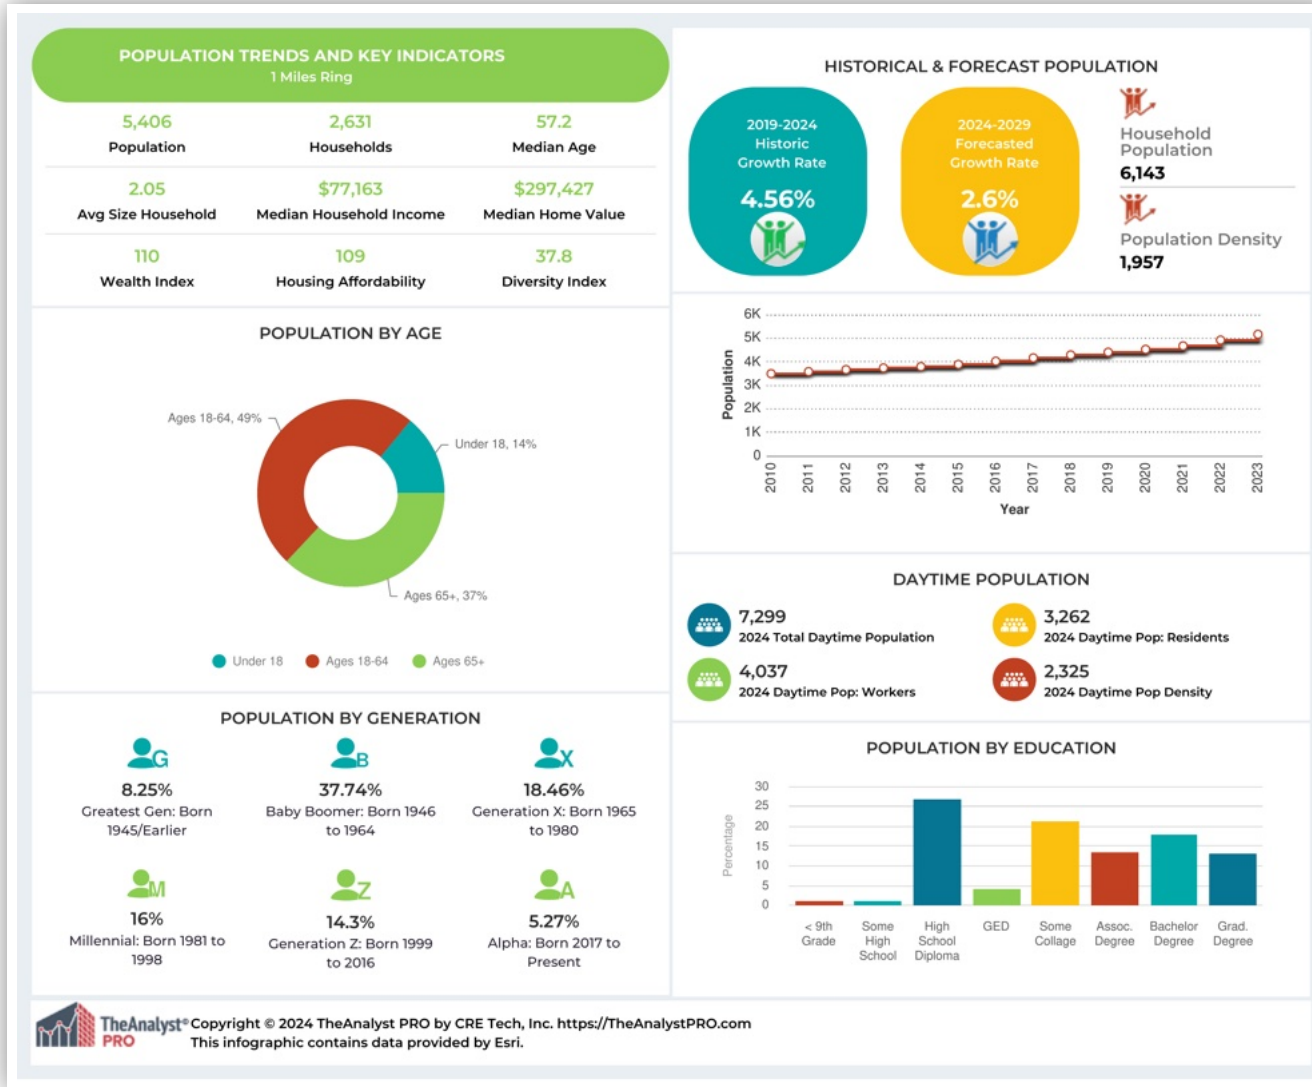 POPULATION TRENDS AND KEY INDICATORS
1 Miles Ring
5,406
Population
2,631
Households
57.2
Median Age
2.05
Avg Size Household
$77,163
Median Household Income
$297,427
Median Home Value
110
Wealth Index
109
Housing Affordability
37.8
Diversity Index
POPULATION BY AGE
Ages 18-64, 49%
Under 18, 14%
Ages 65+, 37%
Under 18
Ages 18-64
Ages 65+
POPULATION BY GENERATION
G
8.25%
Greatest Gen: Born
1945/Earlier
B
37.74%
Baby Boomer: Born 1946
to 1964
X
18.46%
Generation X: Born 1965
to 1980
M
16%
Millennial: Born 1981 to
1998
Z
14.3%
Generation Z: Born 1999
to 2016
A
5.27%
Alpha: Born 2017 to
Present
HISTORICAL & FORECAST POPULATION
2019-2024
Historic
Growth Rate
4.56%
2024-2029
Forecasted
Growth Rate
2.6%
Household
Population
6,143
Population Density
1,957
Population
6K
5K
4K
3K
2K
1K
0
2010
2011
2012
2013
2014
2015
2016
2017
2018
2019
2020
2021
2022
2023
Year
DAYTIME POPULATION
7,299
2024 Total Daytime Population
3,262
2024 Daytime Pop: Residents
4,037
2024 Daytime Pop: Workers
2,325
2024 Daytime Pop Density
POPULATION BY EDUCATION
Percentage
30
25
20
15
10
5
0
< 9th
Grade
Some
High
School
High
School
Diploma
GED
Some
Collage
Assoc.
Degree
Bachelor
Degree
Grad.
Degree
TheAnalyst®
PRO
Copyright © 2024 TheAnalyst PRO by CRE Tech, Inc. https://TheAnalystPRO.com
This infographic contains data provided by Esri.